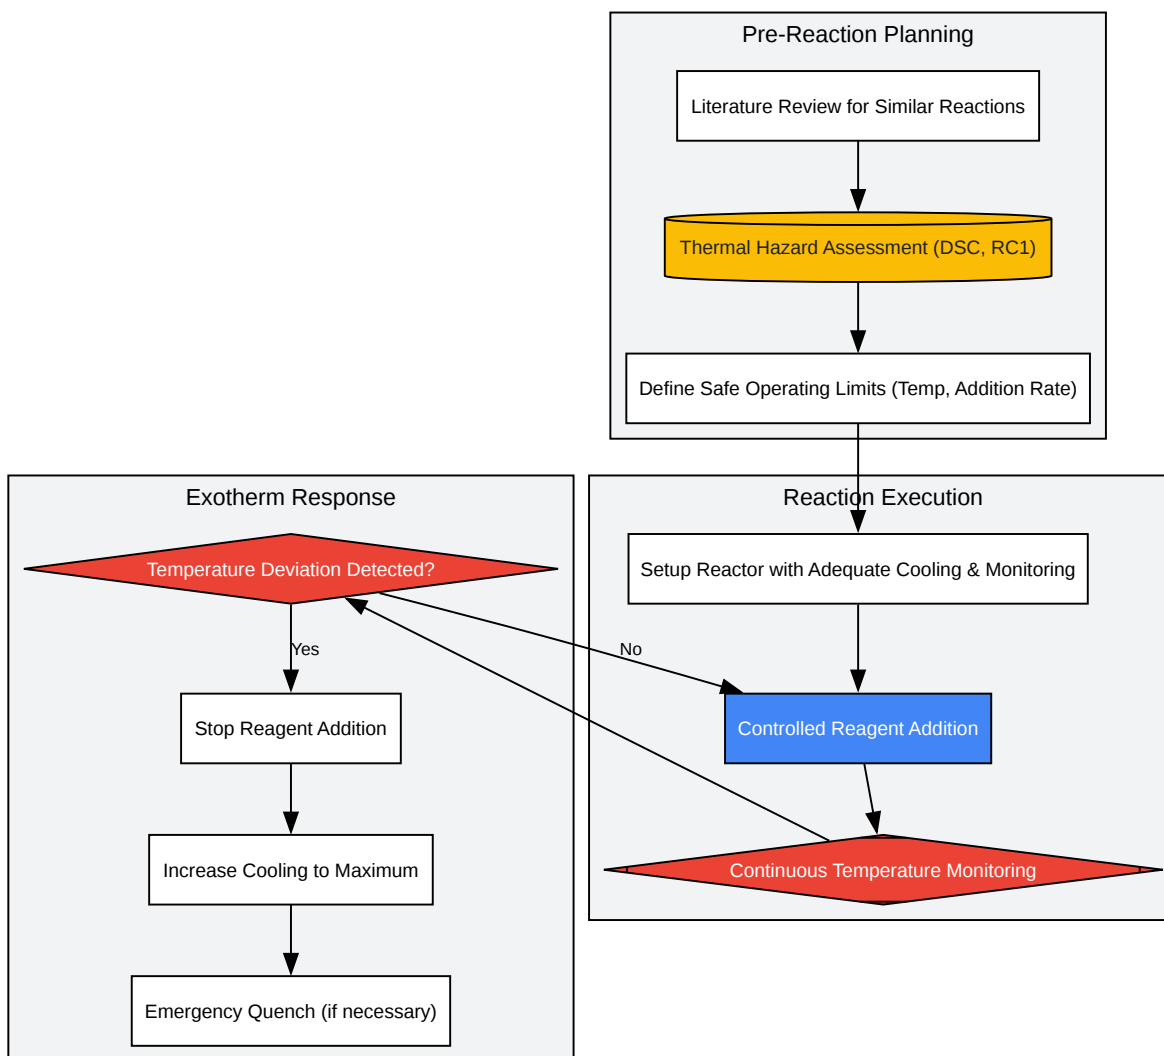 Pre-Reaction Planning
Literature Review for Similar Reactions
Thermal Hazard Assessment (DSC, RC1)
Define Safe Operating Limits (Temp, Addition Rate)
Reaction Execution
Setup Reactor with Adequate Cooling & Monitoring
Controlled Reagent Addition
Continuous Temperature Monitoring
Exotherm Response
Temperature Deviation Detected?
Yes
No
Stop Reagent Addition
Increase Cooling to Maximum
Emergency Quench (if necessary)